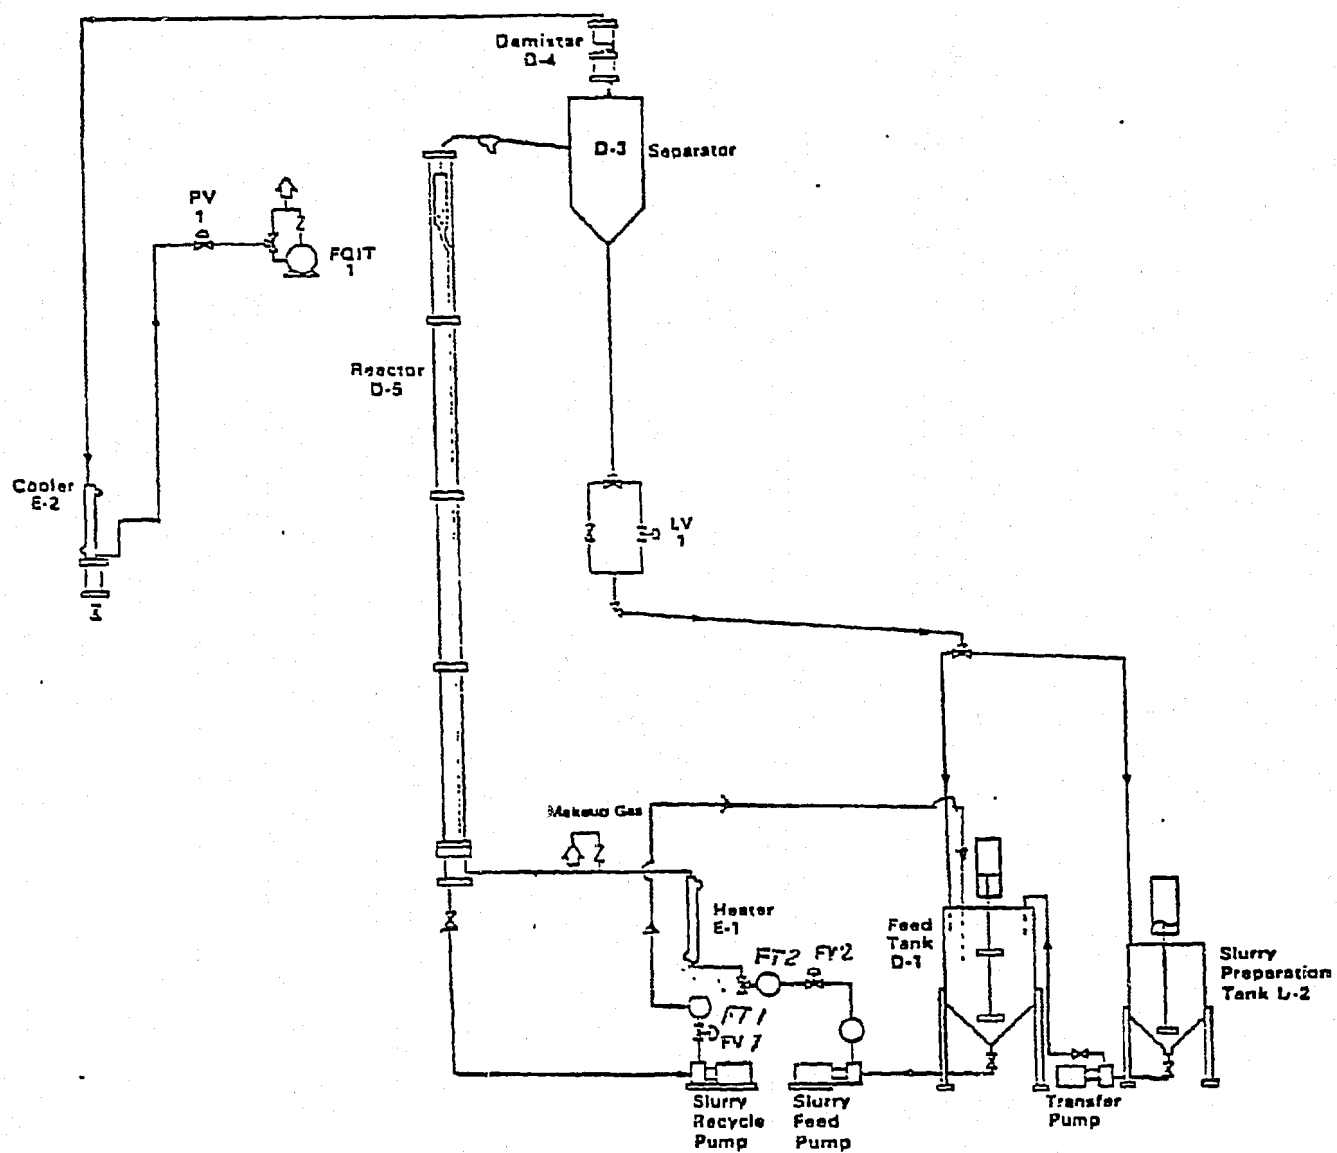 Demister
D-4
D-3
Separator
PV
1
FQIT
1
Reactor
D-5
Cooler
E-2
LV
1
Makeup Gas
Heater
E-1
FT2
FV2
Feed
Tank
D-1
Slurry
Preparation
Tank D-2
FT1
FV1
Slurry
Recycle
Pump
Slurry
Feed
Pump
Transfer
Pump